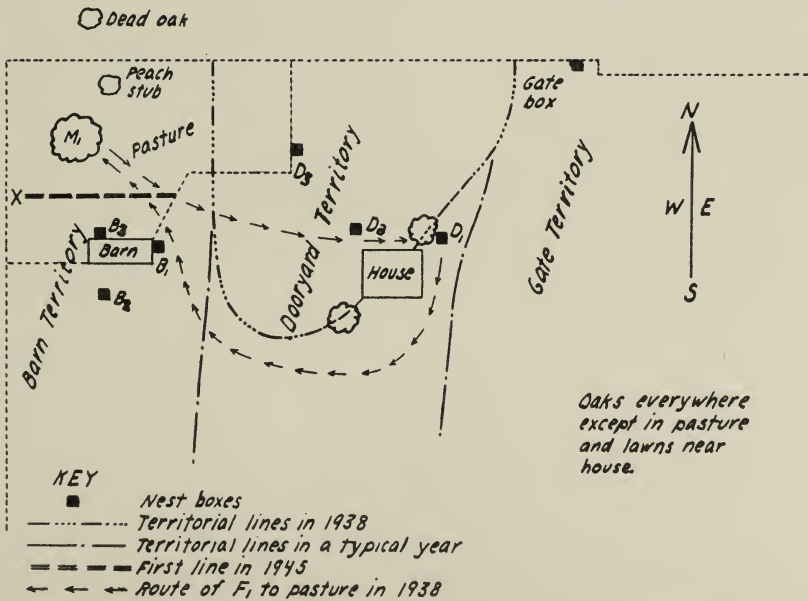 Dead oak
Peach
stub
Gate
box
N
M₁
Pasture
D₃
X
Dooryard Territory
Gate Territory
W E
B₂
D₂
D₁
Barn
B₁
House
Barn Territory
B₂
S
Oaks everywhere
except in pasture
and lawns near
house.
KEY
Nest boxes
Territorial lines in 1938
Territorial lines in a typical year
First line in 1945
Route of F₁ to pasture in 1938